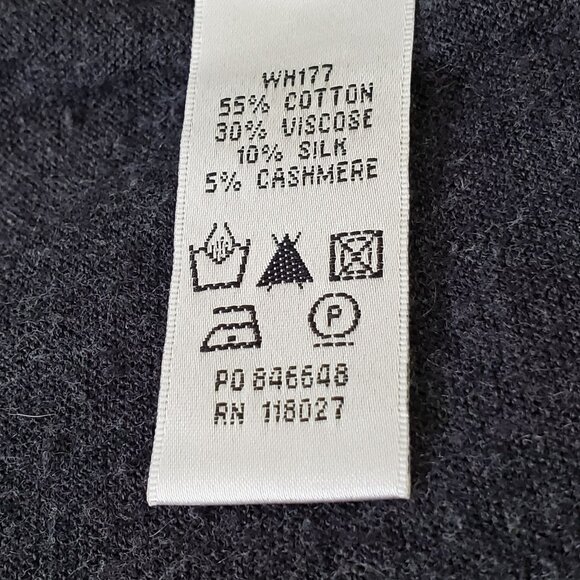 WH177
55% COTTON
30% VISCOSE
10% SILK
5% CASHMERE
P
PO 846648
RN 118027